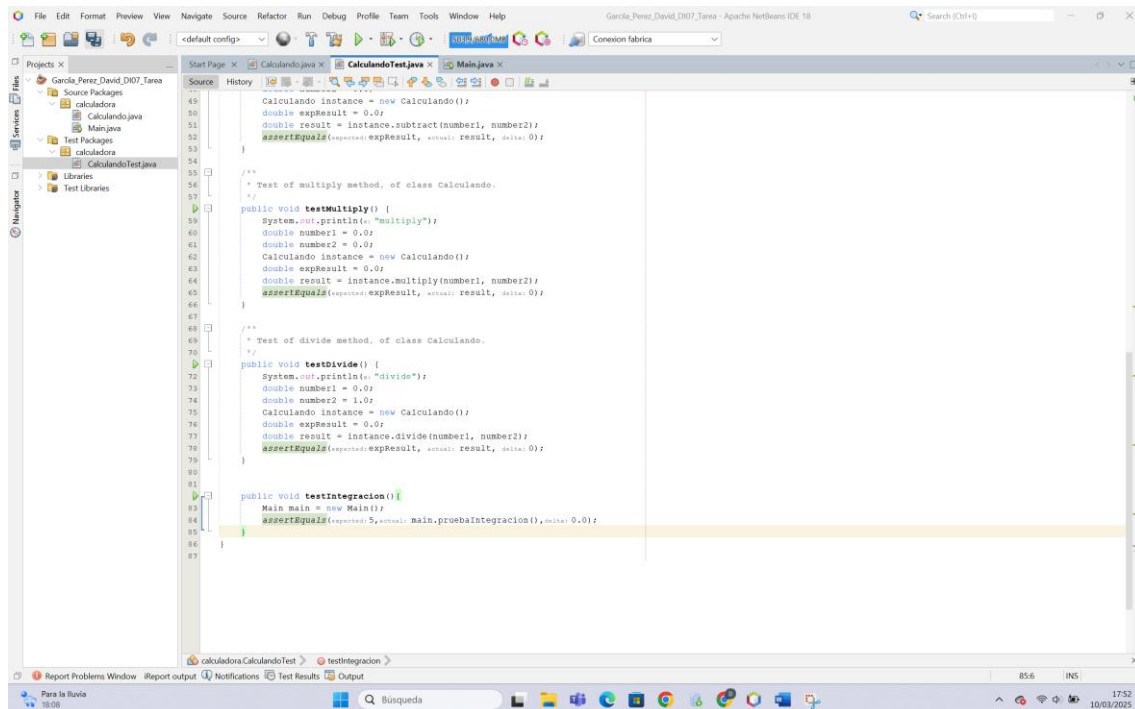 File Edit Format Preview View Navigate Source Refactor Run Debug Profile Team Tools Window Help
Garcíia_Perez_David_DI07_Tarea - Apache NetBeans IDE 18
Search (Ctrl+I)
<default config>
Conexion fabrica
Projects
Start Page
Calculando.java
CalculandoTest.java
Main.java
Files
Services
Navigator
Garciia_Perez_David_DI07_Tarea
Source Packages
calculadora
Calculando.java
Main.java
Test Packages
calculadora
CalculandoTest.java
Libraries
Test Libraries
Source History
49 Calculando instance = new Calculando();
50 double expResult = 0.0;
51 double result = instance.subtract(number1, number2);
52 assertEquals(expected: expResult, actual: result, delta: 0);
53 }
54
55 /**
56 * Test of multiply method, of class Calculando.
57 */
public void testMultiply() {
59 System.out.println(x: "multiply");
60 double number1 = 0.0;
61 double number2 = 0.0;
62 Calculando instance = new Calculando();
63 double expResult = 0.0;
64 double result = instance.multiply(number1, number2);
65 assertEquals(expected: expResult, actual: result, delta: 0);
66 }
67
68 /**
69 * Test of divide method, of class Calculando.
70 */
public void testDivide() {
72 System.out.println(x: "divide");
73 double number1 = 0.0;
74 double number2 = 1.0;
75 Calculando instance = new Calculando();
76 double expResult = 0.0;
77 double result = instance.divide(number1, number2);
78 assertEquals(expected: expResult, actual: result, delta: 0);
79 }
80
81
public void testIntegracion(){
83 Main main = new Main();
84 assertEquals(expected: 5,actual: main.pruebaIntegracion(),delta: 0.0);
85 }
86 }
87
calculadora.CalculandoTest
testIntegracion
Report Problems Window iReport output Notifications Test Results Output
85:6 INS
Para la lluvia
18:08
Búsqueda
17:52
10/03/2025